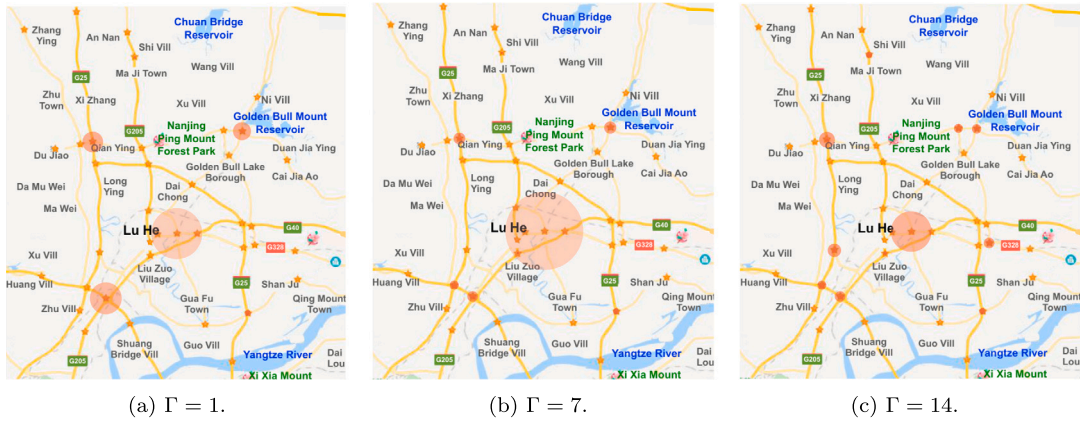 Chuan Bridge
Reservoir
Zhang
Ying
An Nan
Shi Vill
Wang Vill
Ma Ji Town
G25
Zhu
Town
Xi Zhang
Xu Vill
Ni Vill
Golden Bull Mount
Reservoir
G205
Nanjing
Ping Mount
Forest Park
Du Jiao
Qian Ying
Duan Jia Ying
Golden Bull Lake
Borough
Cai Jia Ao
Da Mu Wei
Long
Ying
Dai
Chong
Ma Wei
Lu He
G40
G328
Xu Vill
Liu Zuo
Village
Huang Vill
G25
Shan Ju
Zhu Vill
Gua Fu
Town
Qing Mount
Town
Shuang
Bridge Vill
Guo Vill
G205
Yangtze River
Dai
Lou
Xi Xia Mount
(a) Γ = 1.
Chuan Bridge
Reservoir
Zhang
Ying
An Nan
Shi Vill
Wang Vill
Ma Ji Town
G25
Zhu
Town
Xi Zhang
Xu Vill
Ni Vill
Golden Bull Mount
Reservoir
G205
Nanjing
Ping Mount
Forest Park
Du Jiao
Qian Ying
Duan Jia Ying
Golden Bull Lake
Borough
Cai Jia Ao
Da Mu Wei
Long
Ying
Dai
Chong
Ma Wei
Lu He
G40
G328
Xu Vill
Liu Zuo
Village
Huang Vill
G25
Shan Ju
Zhu Vill
Gua Fu
Town
Qing Mount
Town
Shuang
Bridge Vill
Guo Vill
G205
Yangtze River
Dai
Lou
Xi Xia Mount
(b) Γ = 7.
Chuan Bridge
Reservoir
Zhang
Ying
An Nan
Shi Vill
Wang Vill
Ma Ji Town
G25
Zhu
Town
Xi Zhang
Xu Vill
Ni Vill
Golden Bull Mount
Reservoir
G205
Nanjing
Ping Mount
Forest Park
Du Jiao
Qian Ying
Duan Jia Ying
Golden Bull Lake
Borough
Cai Jia Ao
Da Mu Wei
Long
Ying
Dai
Chong
Ma Wei
Lu He
G40
G328
Xu Vill
Liu Zuo
Village
Huang Vill
G25
Shan Ju
Zhu Vill
Gua Fu
Town
Qing Mount
Town
Shuang
Bridge Vill
Guo Vill
G205
Yangtze River
Dai
Lou
Xi Xia Mount
(c) Γ = 14.